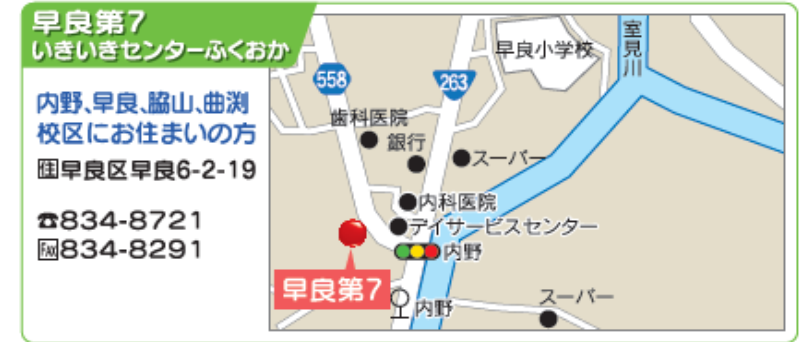 早良第7
いきいきセンターふくおか
内野、早良、脇山、曲渕
校区にお住まいの方
住早良区早良6-2-19
☎834-8721
FAX834-8291
558
263
早良小学校
室見川
歯科医院
銀行
スーパー
内科医院
デイサービスセンター
内野
早良第7
内野
スーパー